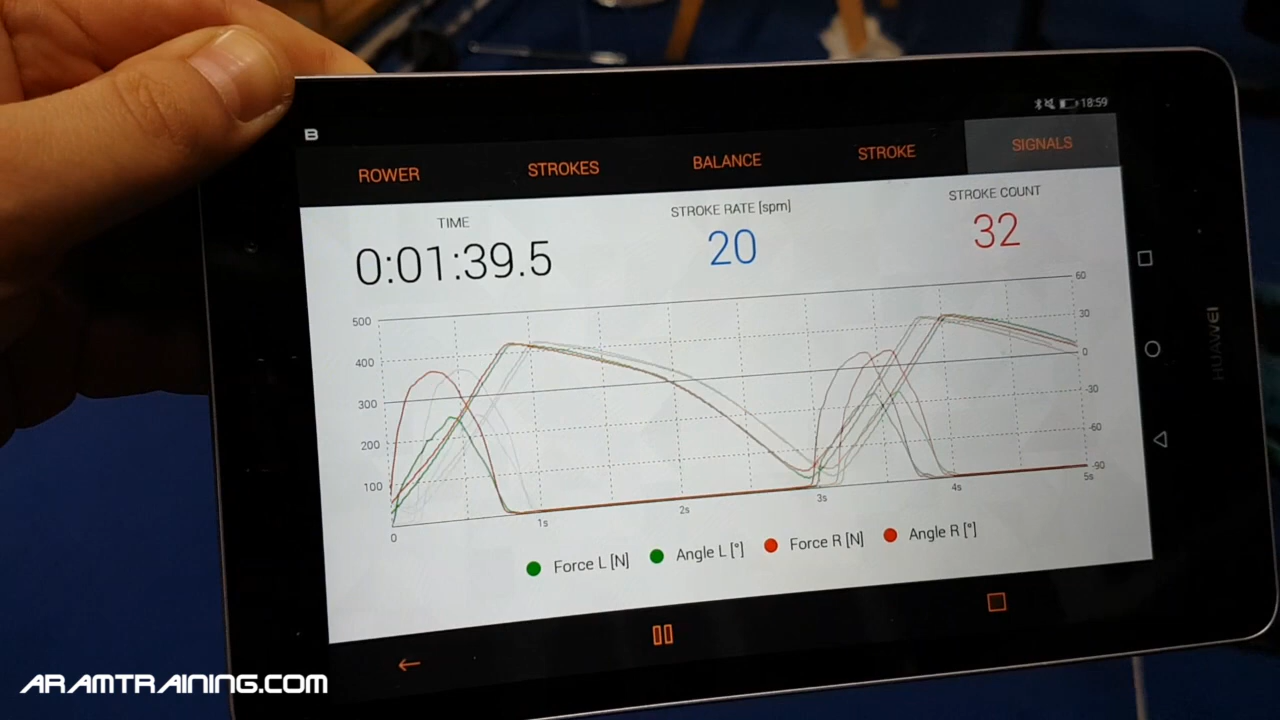 B
18:59
ROWER STROKES BALANCE STROKE SIGNALS
TIME STROKE RATE [spm] STROKE COUNT
0:01:39.5 20 32
500 60
400 30
300 0
200 -30
100 -60
-90
0 1s 2s 3s 4s 5s
Force L [N] Angle L [°] Force R [N] Angle R [°]
HUAWEI
ARAMTRAINING.COM